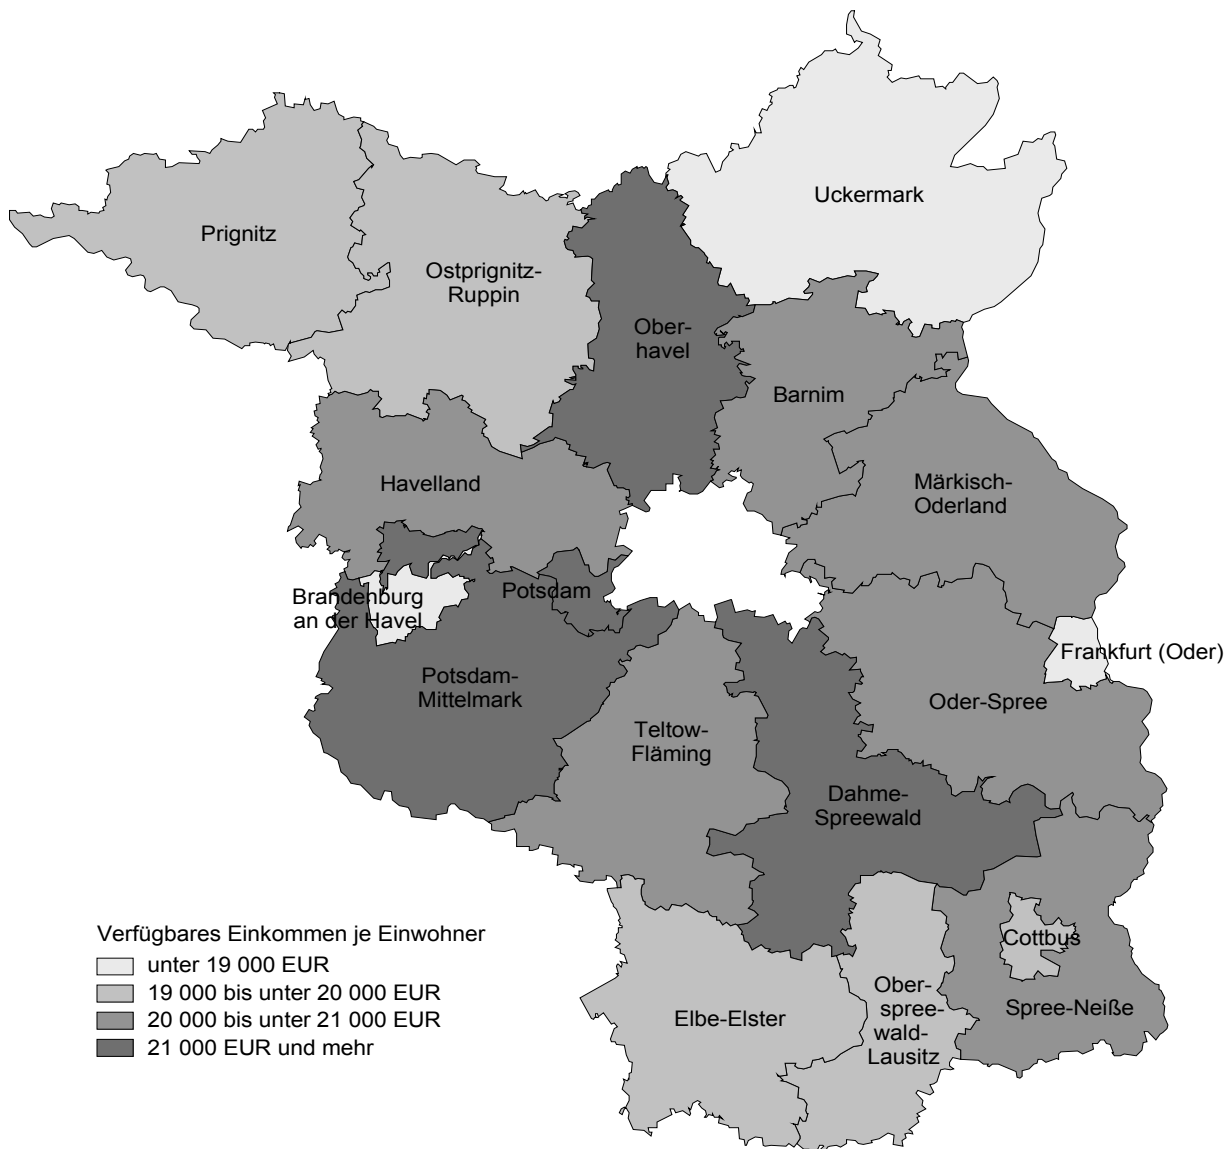 Uckermark
Prignitz
Ostprignitz-
Ruppin
Ober-
havel
Barnim
Havelland
Märkisch-
Oderland
Potsdam
Brandenburg
an der Havel
Frankfurt (Oder)
Potsdam-
Mittelmark
Oder-Spree
Teltow-
Fläming
Dahme-
Spreewald
Cottbus
Ober-
spree-
wald-
Lausitz
Spree-Neiße
Elbe-Elster
Verfügbares Einkommen je Einwohner
unter 19 000 EUR
19 000 bis unter 20 000 EUR
20 000 bis unter 21 000 EUR
21 000 EUR und mehr